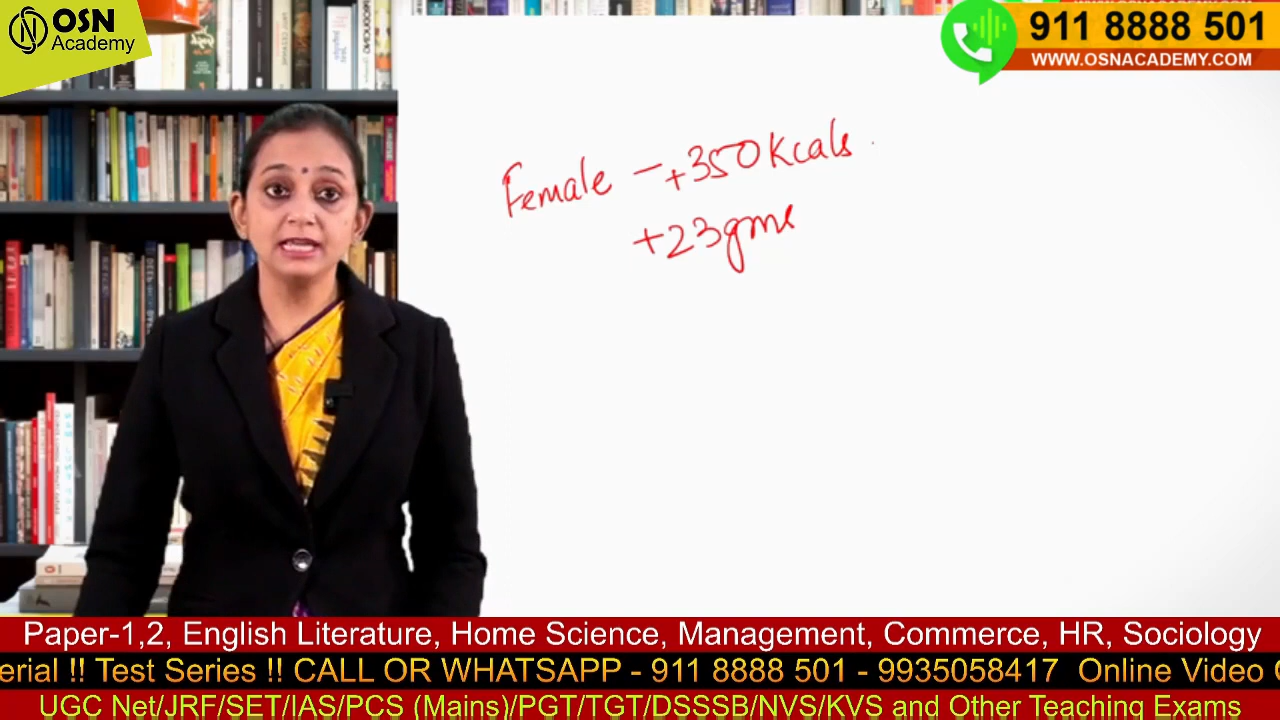 OSN
Academy
911 8888 501
WWW.OSNACADEMY.COM
Female - +350 Kcals
+23gms
Paper-1,2, English Literature, Home Science, Management, Commerce, HR, Sociology
erial !! Test Series !! CALL OR WHATSAPP - 911 8888 501 - 9935058417 Online Video
UGC Net/JRF/SET/IAS/PCS (Mains)/PGT/TGT/DSSSB/NVS/KVS and Other Teaching Exams